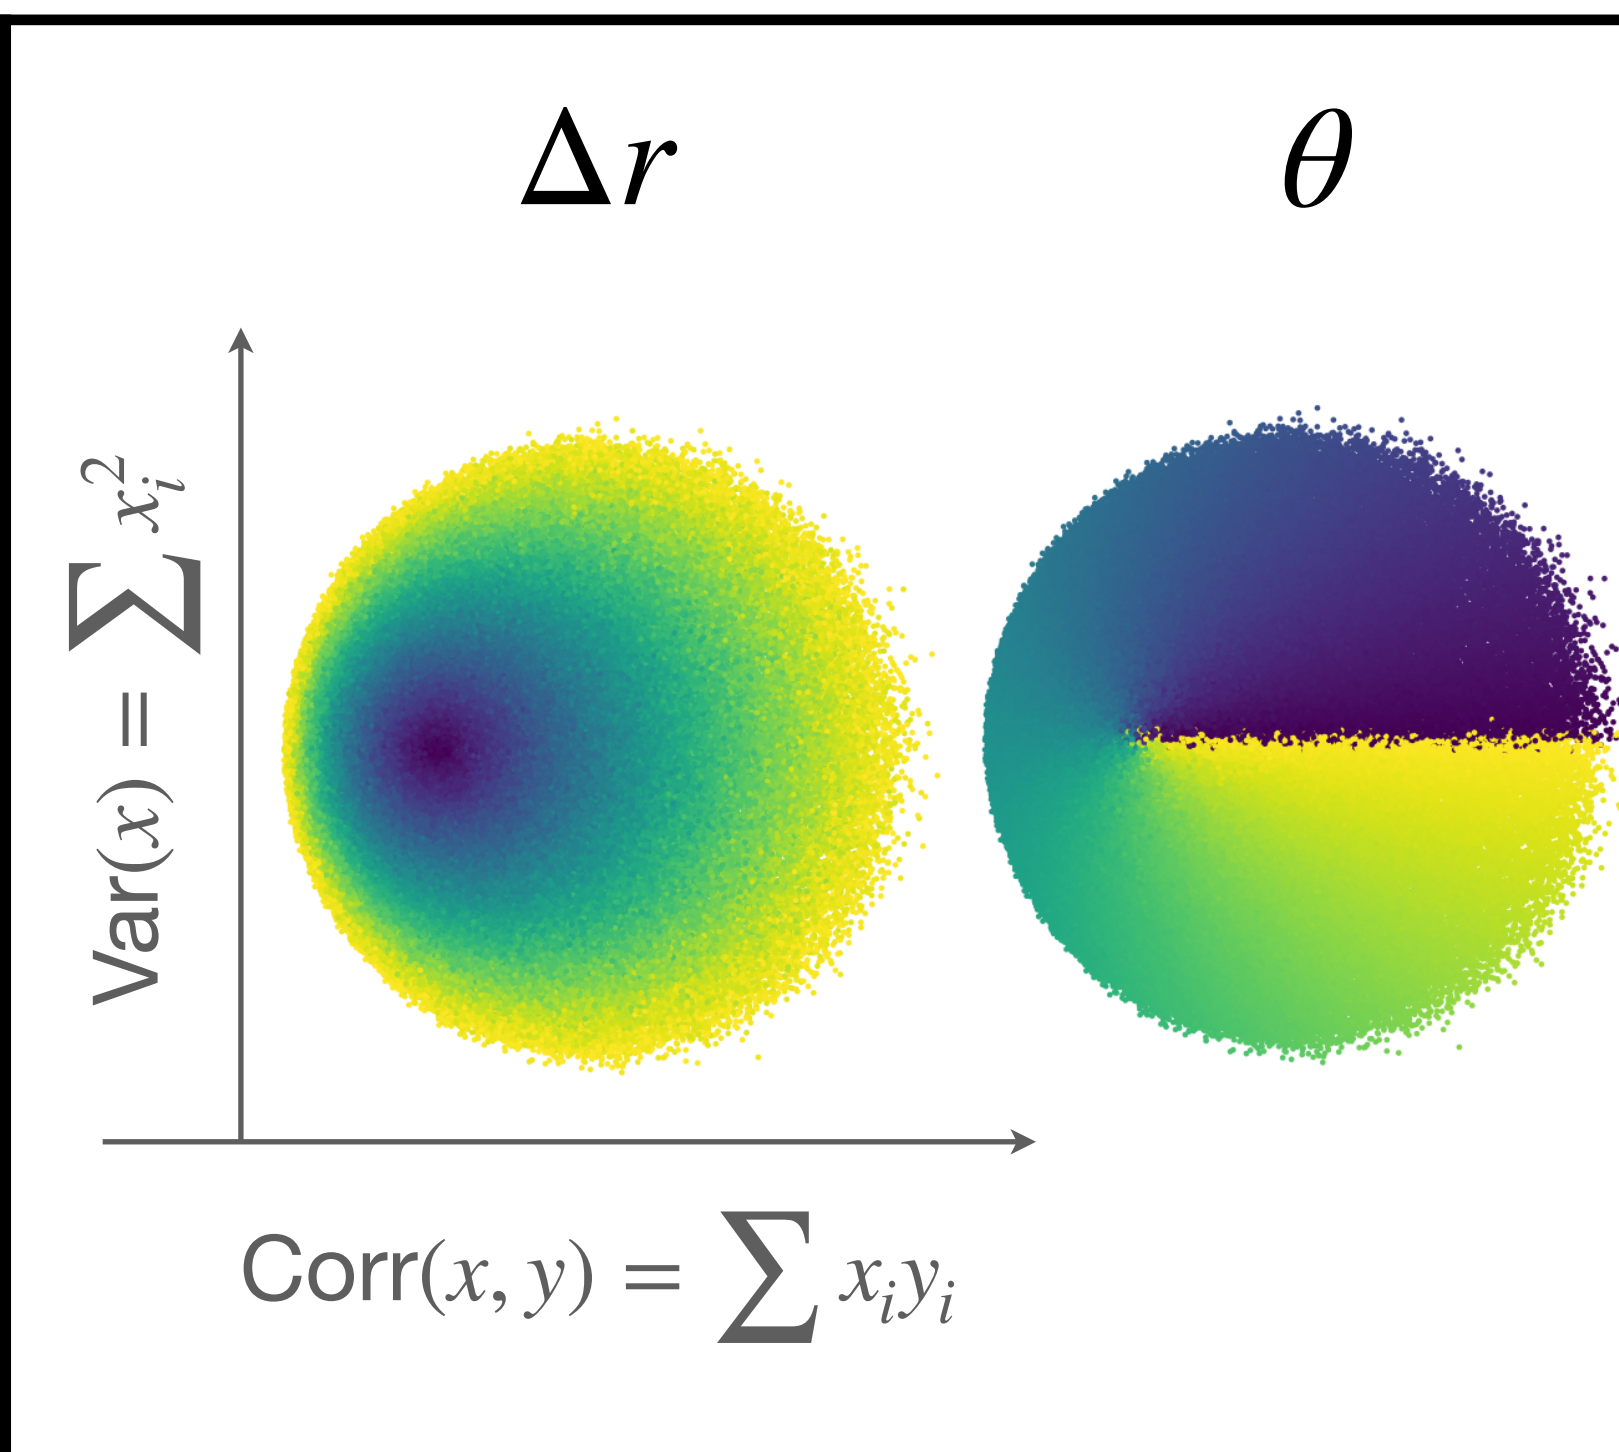 Δr
θ
Var(x) = ∑ x_i^2
Corr(x, y) = ∑ x_i y_i